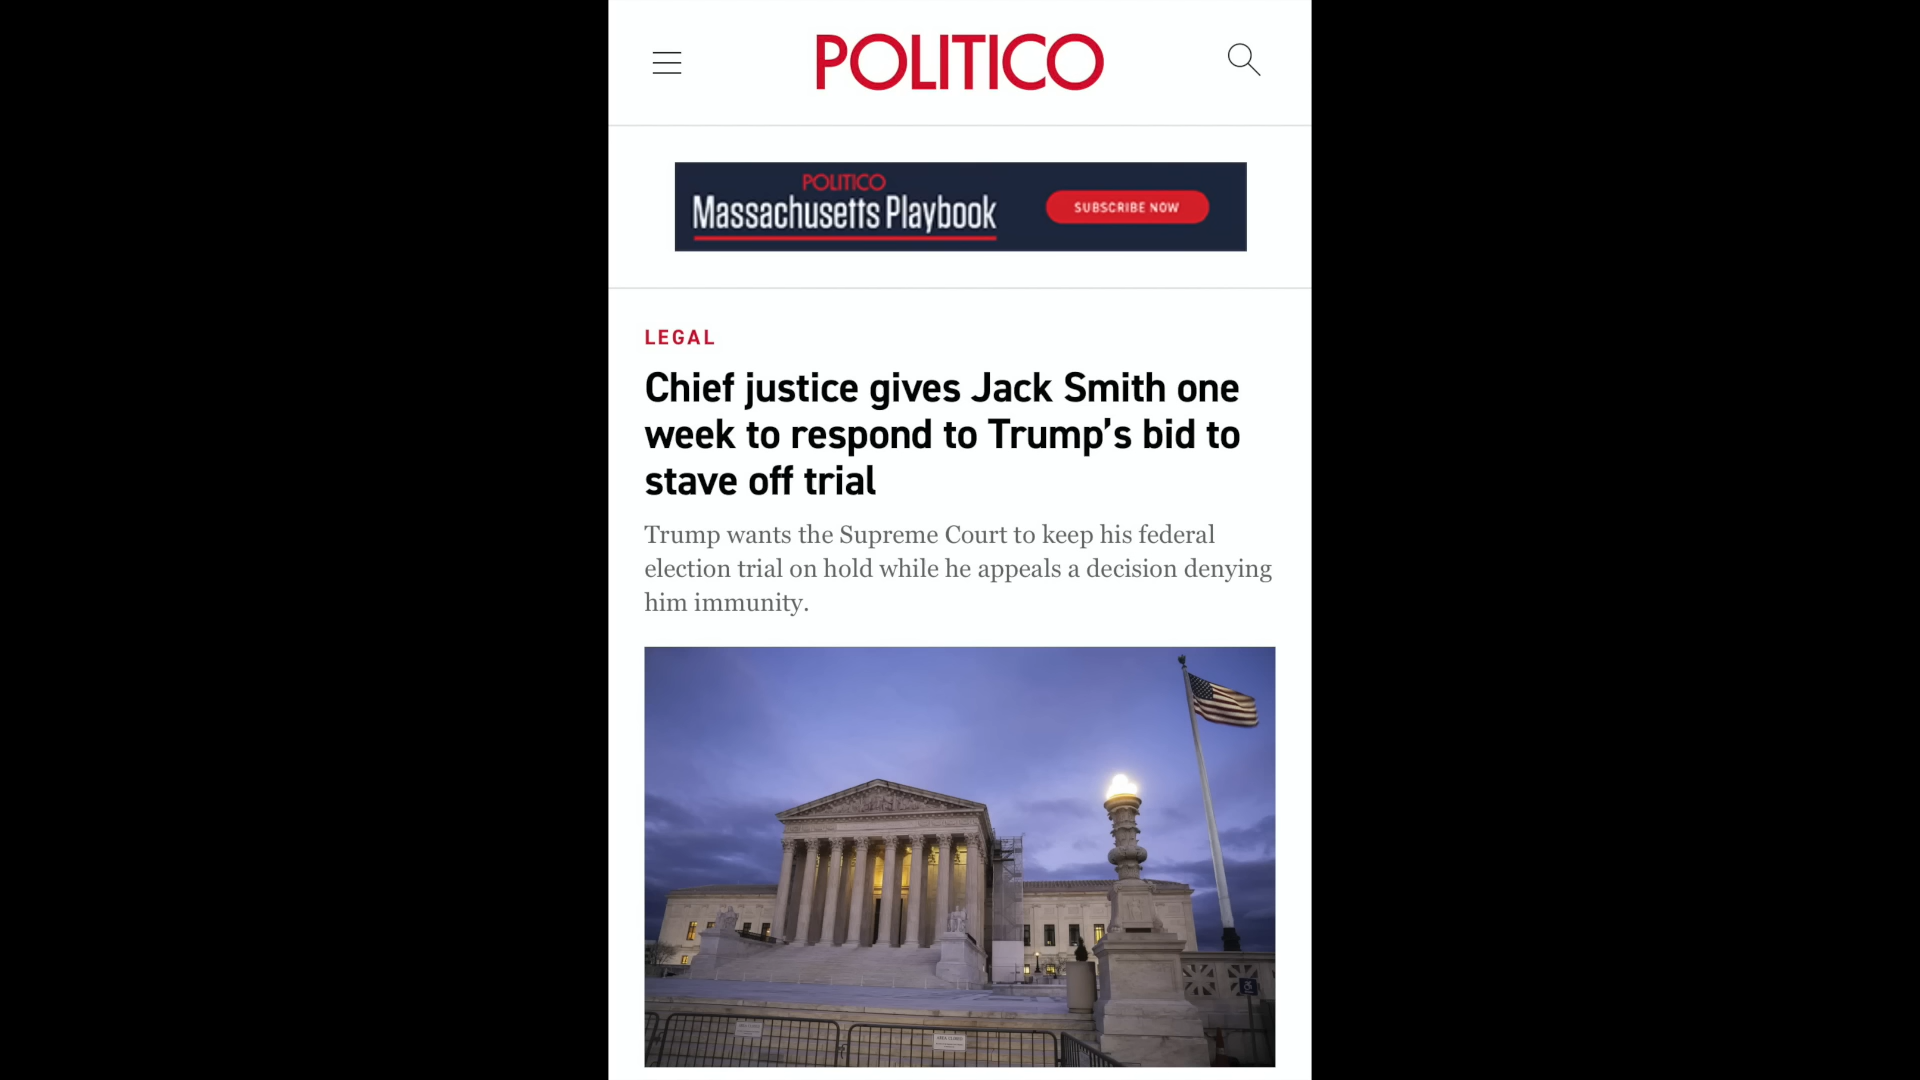 POLITICO
POLITICO
Massachusetts Playbook
SUBSCRIBE NOW
LEGAL
Chief justice gives Jack Smith one
week to respond to Trump’s bid to
stave off trial
Trump wants the Supreme Court to keep his federal
election trial on hold while he appeals a decision denying
him immunity.